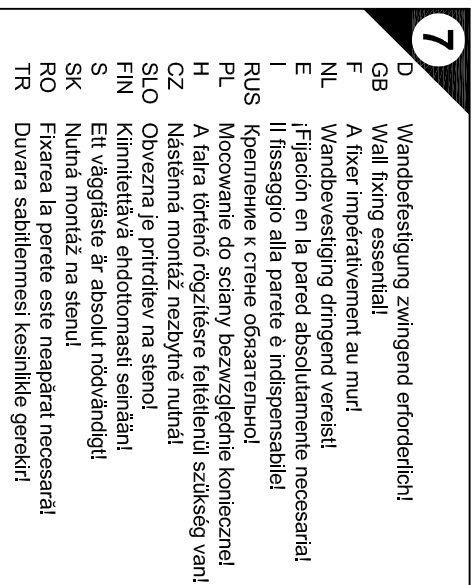 7
D Wandbefestigung zwingend erforderlich!
GB Wall fixing essential!
F A fixer impérativement au mur!
NL Wandbevestiging dringend vereist!
E ¡Fijación en la pared absolutamente necesaria!
I Il fissaggio alla parete è indispensabile!
RUS Крепление к стене обязательно!
PL Mocowanie do sciany bezwzględnie konieczne!
H A falra történő rögzítésre feltétlenül szükség van!
CZ Nástěnná montáž nezbytně nutná!
SLO Obvezna je pritrditev na steno!
FIN Kiinnitettävä ehdottomasti seinään!
S Ett väggfäste är absolut nödvändigt!
SK Nutná montáž na stenu!
RO Fixarea la perete este neapărat necesară!
TR Duvara sabitlenmesi kesinlikle gerekir!